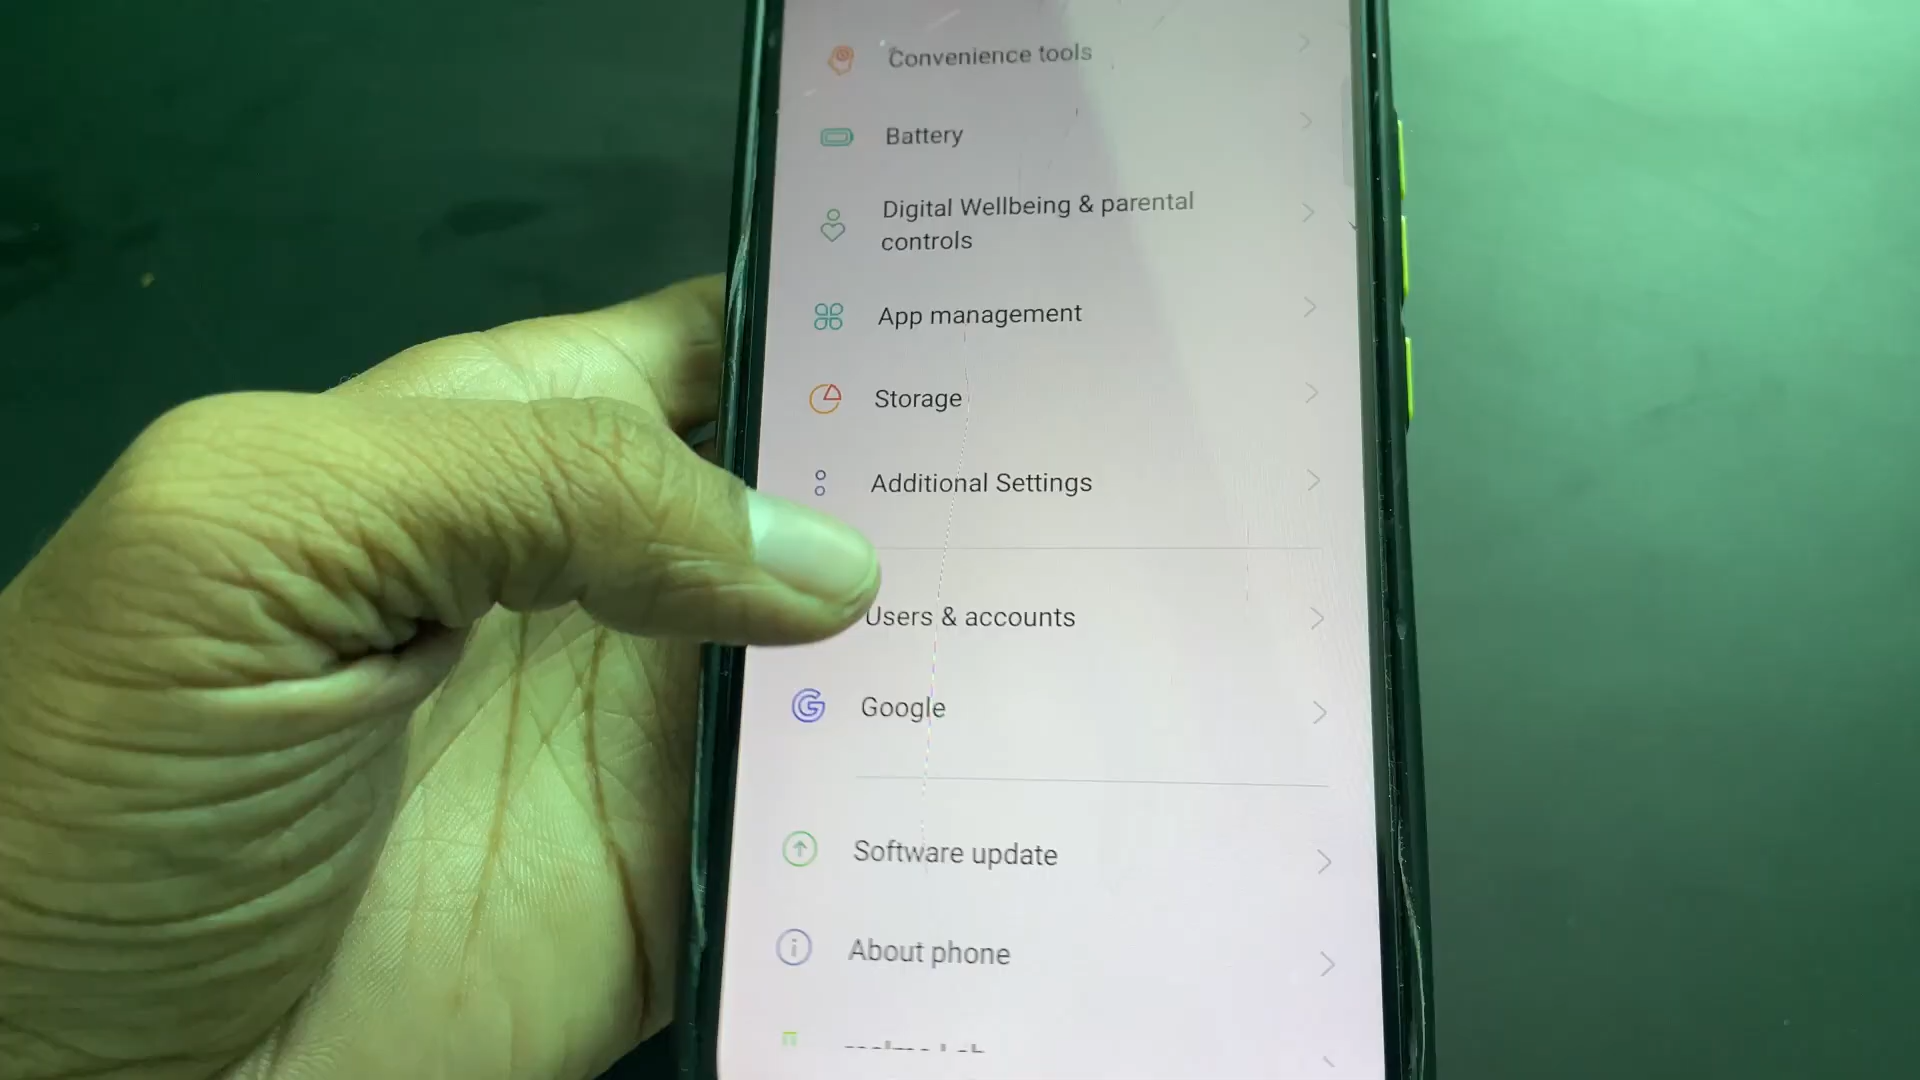 Convenience tools
Battery
Digital Wellbeing & parental
controls
App management
Storage
Additional Settings
Users & accounts
Google
Software update
About phone